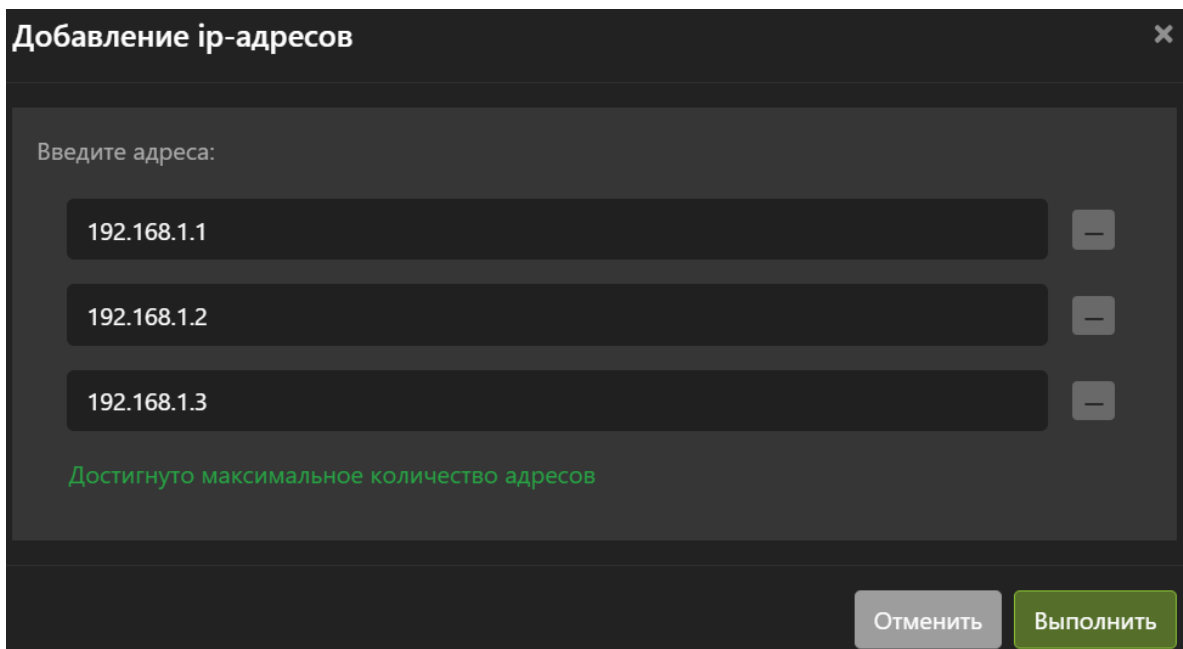 Добавление ip-адресов
Введите адреса:
192.168.1.1
192.168.1.2
192.168.1.3
Достигнуто максимальное количество адресов
Отменить Выполнить